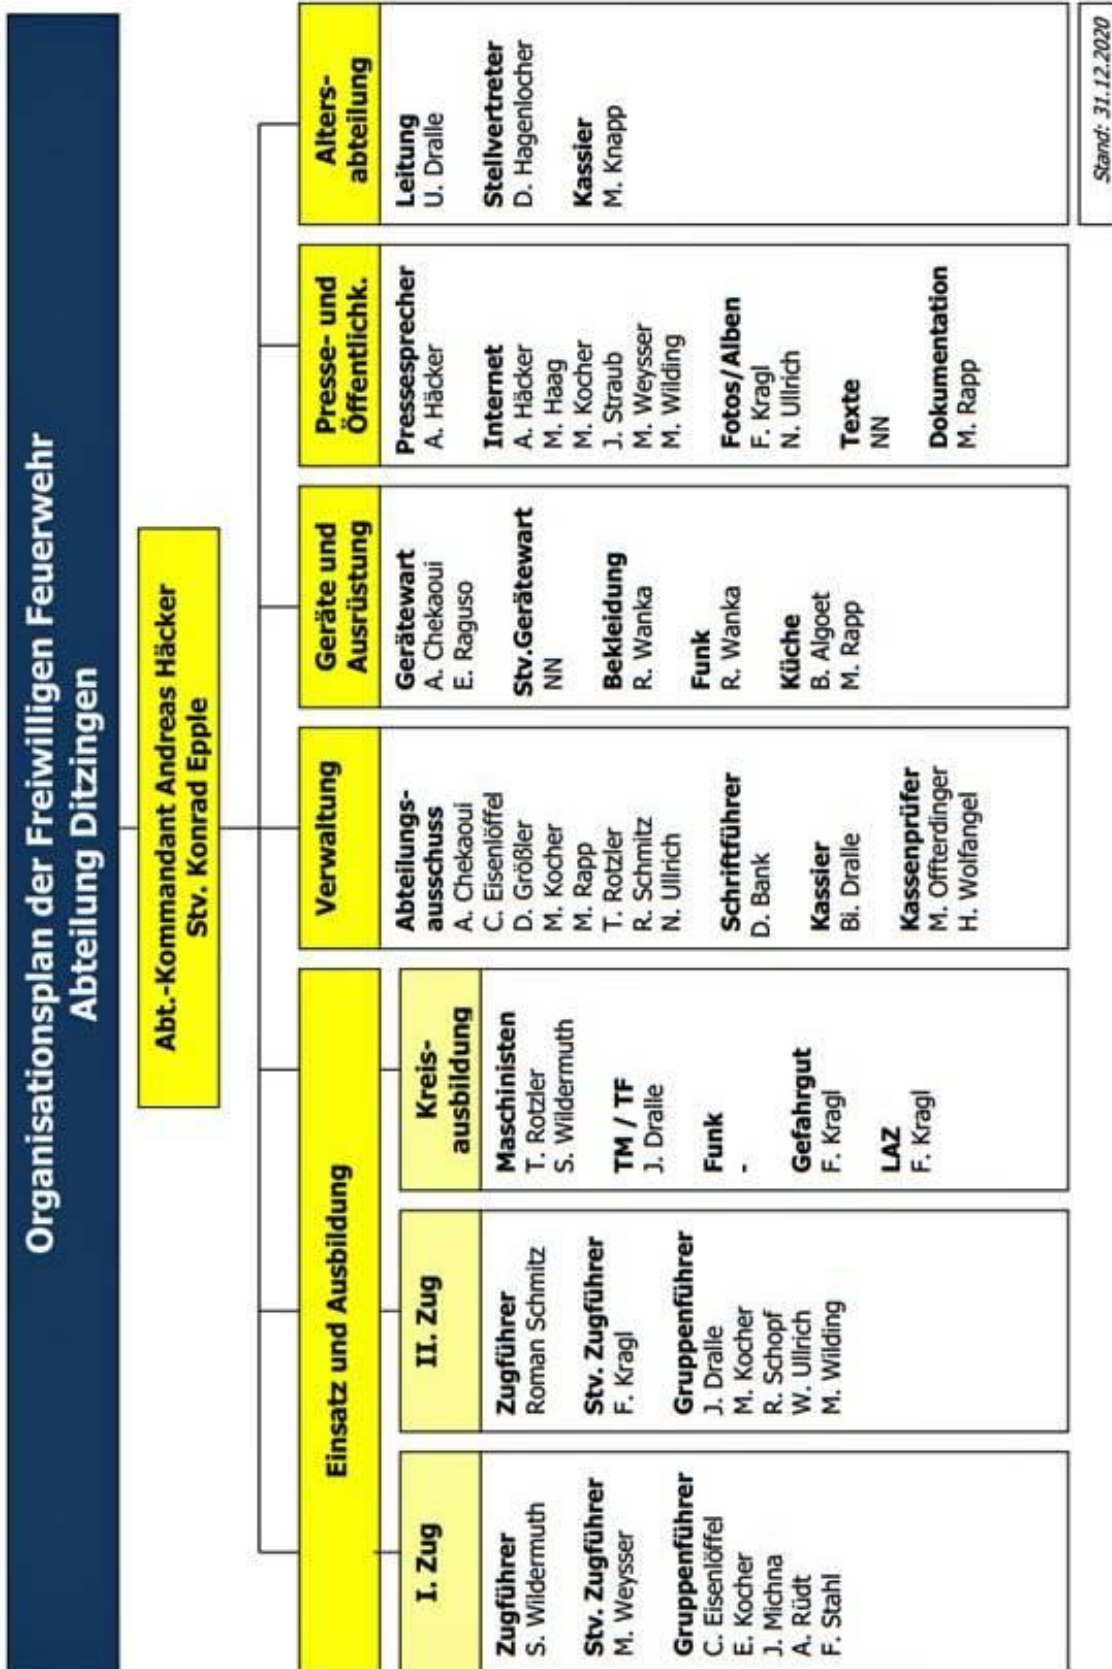 Organisationsplan der Freiwilligen Feuerwehr
Abteilung Ditzingen
Abt.-Kommandant Andreas Häcker
Stv. Konrad Epple
Einsatz und Ausbildung
I. Zug
Zugführer
S. Wildermuth
Stv. Zugführer
M. Weysser
Gruppenführer
C. Eisenlöffel
E. Kocher
J. Michna
A. Rüdt
F. Stahl
II. Zug
Zugführer
Roman Schmitz
Stv. Zugführer
F. Kragl
Gruppenführer
J. Dralle
M. Kocher
R. Schopf
W. Ullrich
M. Wilding
Kreis-
ausbildung
Maschinisten
T. Rotzler
S. Wildermuth
TM / TF
J. Dralle
Funk
-
Gefahrgut
F. Kragl
LAZ
F. Kragl
Verwaltung
Abteilungs-
ausschuss
A. Chekaoui
C. Eisenlöffel
D. Größler
M. Kocher
M. Rapp
T. Rotzler
R. Schmitz
N. Ullrich
Schriftführer
D. Bank
Kassier
Bi. Dralle
Kassenprüfer
M. Offterdinger
H. Wolfangel
Geräte und
Ausrüstung
Gerätewart
A. Chekaoui
E. Raguso
Stv.Gerätewart
NN
Bekleidung
R. Wanka
Funk
R. Wanka
Küche
B. Algoet
M. Rapp
Presse- und
Öffentlichk.
Pressesprecher
A. Häcker
Internet
A. Häcker
M. Haag
M. Kocher
J. Straub
M. Weysser
M. Wilding
Fotos/Alben
F. Kragl
N. Ullrich
Texte
NN
Dokumentation
M. Rapp
Alters-
abteilung
Leitung
U. Dralle
Stellvertreter
D. Hagenlocher
Kassier
M. Knapp
Stand: 31.12.2020